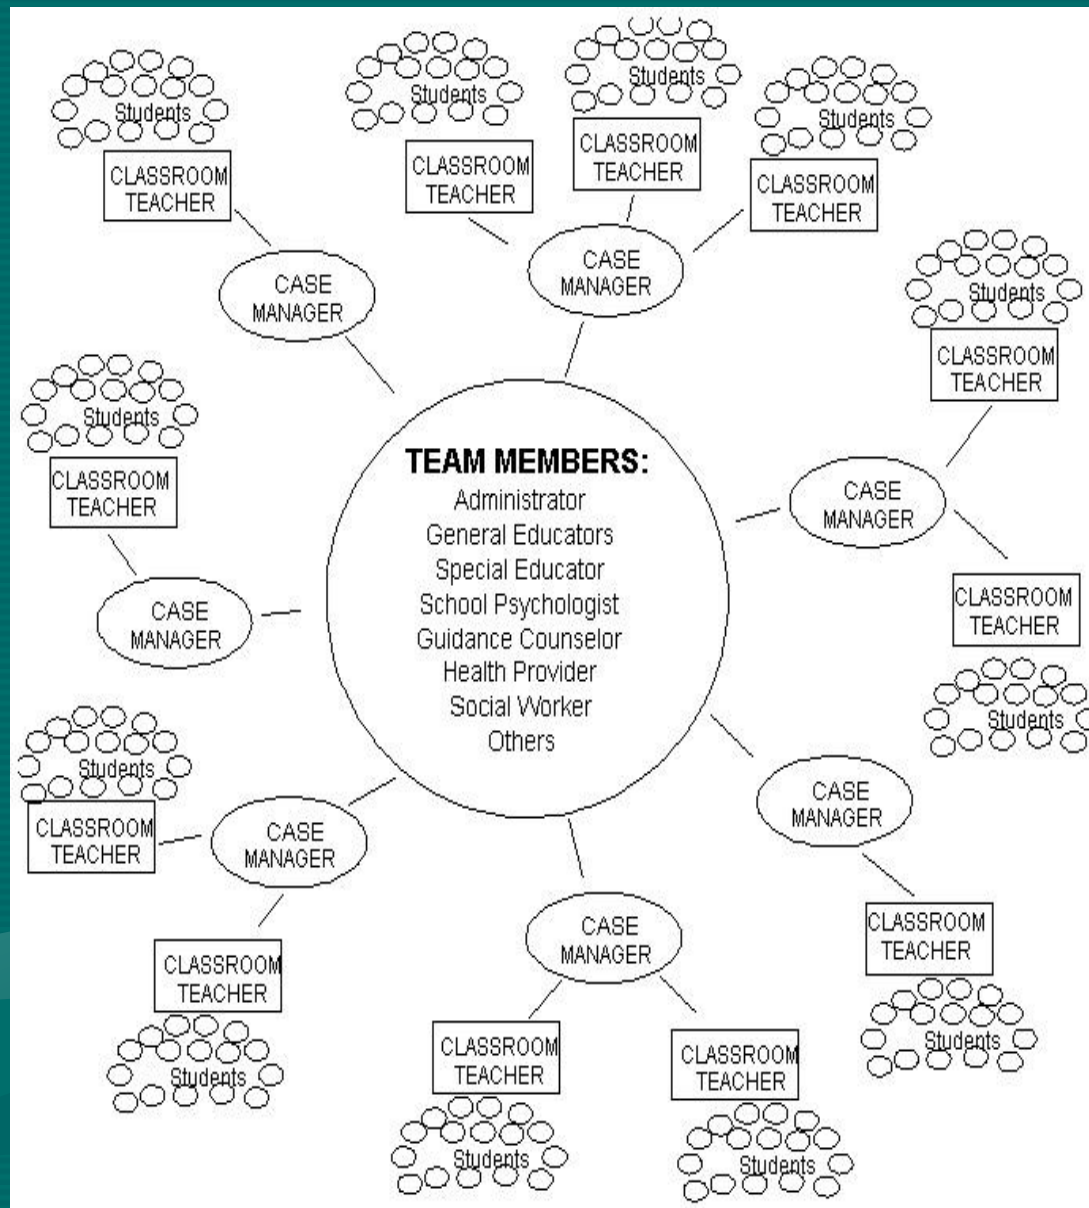 Students
CLASSROOM
TEACHER
CASE
MANAGER
Students
CLASSROOM
TEACHER
Students
CLASSROOM
TEACHER
Students
CLASSROOM
TEACHER
CASE
MANAGER
Students
CLASSROOM
TEACHER
CASE
MANAGER
CLASSROOM
TEACHER
Students
Students
CLASSROOM
TEACHER
CASE
MANAGER
TEAM MEMBERS:
Administrator
General Educators
Special Educator
School Psychologist
Guidance Counselor
Health Provider
Social Worker
Others
Students
CLASSROOM
TEACHER
CASE
MANAGER
CLASSROOM
TEACHER
Students
CASE
MANAGER
CLASSROOM
TEACHER
Students
CLASSROOM
TEACHER
Students
CASE
MANAGER
CLASSROOM
TEACHER
Students